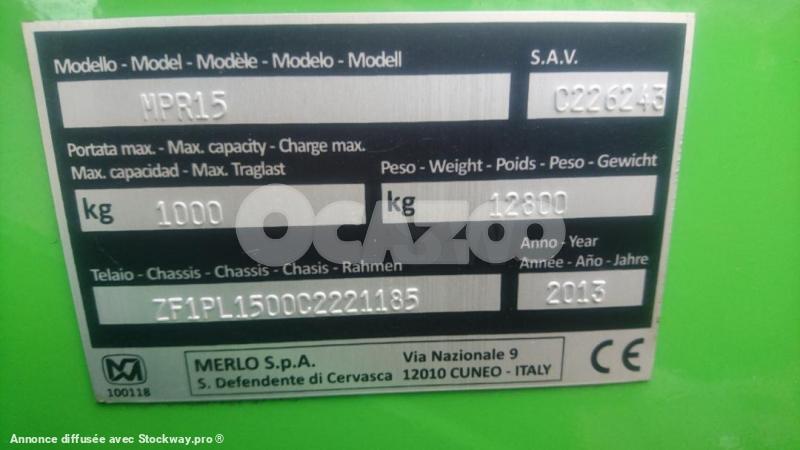 Modello - Model - Modèle - Modelo - Modell
S.A.V.
MPR15
C226243
Portata max. - Max. capacity - Charge max.
Max. capacidad - Max. Traglast
Peso - Weight - Poids - Peso - Gewicht
kg 1000
kg 12800
OCAZOO
Anno - Year
Telaio - Chassis - Chassis - Chasis - Rahmen
Année - Año - Jahre
ZF1PL1500C2221185
2013
MERLO S.p.A.
Via Nazionale 9
S. Defendente di Cervasca
12010 CUNEO - ITALY
CE
100118
Annonce diffusée avec Stockway.pro ®